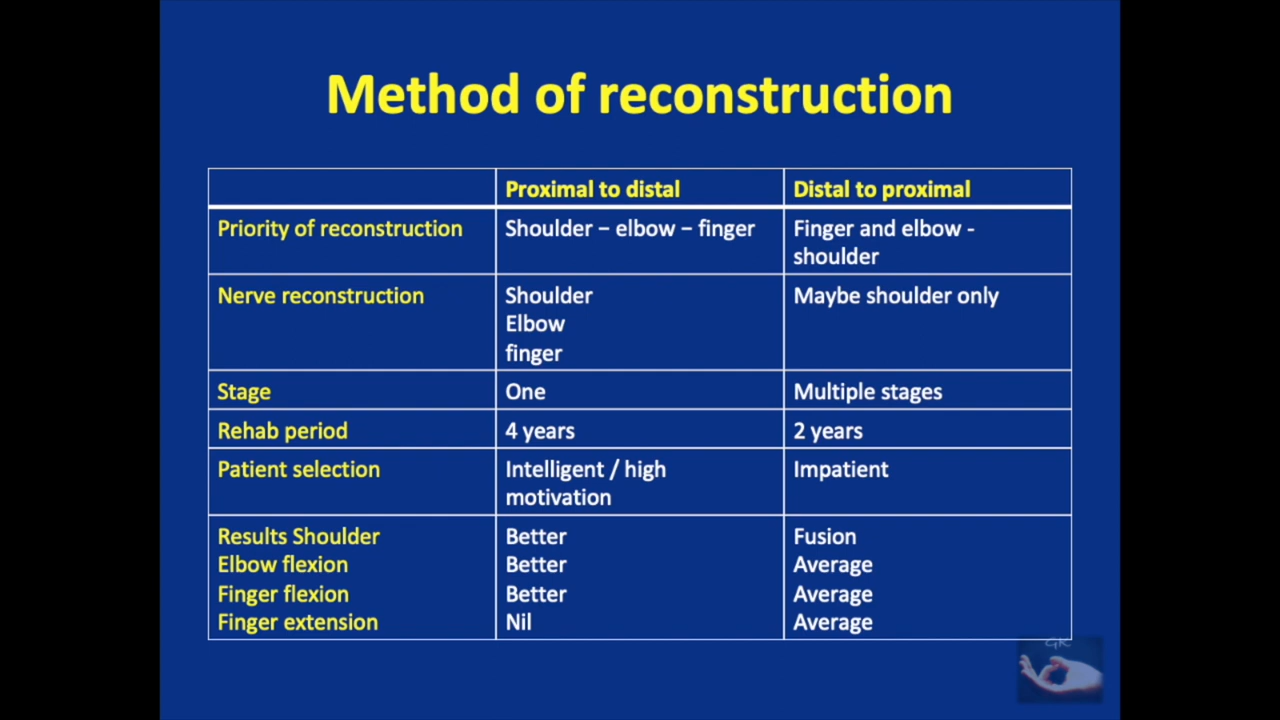 Method of reconstruction
Proximal to distal
Distal to proximal
Priority of reconstruction
Shoulder – elbow – finger
Finger and elbow -
shoulder
Nerve reconstruction
Shoulder
Elbow
finger
Maybe shoulder only
Stage
One
Multiple stages
Rehab period
4 years
2 years
Patient selection
Intelligent / high
motivation
Impatient
Results Shoulder
Elbow flexion
Finger flexion
Finger extension
Better
Better
Better
Nil
Fusion
Average
Average
Average
GK